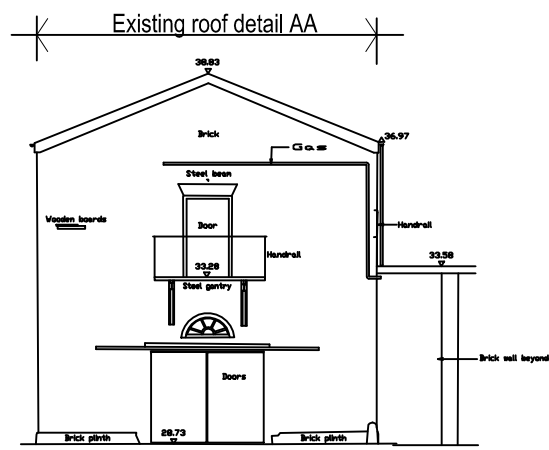 Existing roof detail AA
38.83
36.97
Brick
Gas
Steel beam
Wooden boards
Door
Handrail
Handrail
33.28
33.58
Steel gantry
Brick wall beyond
Doors
28.73
Brick plinth
Brick plinth